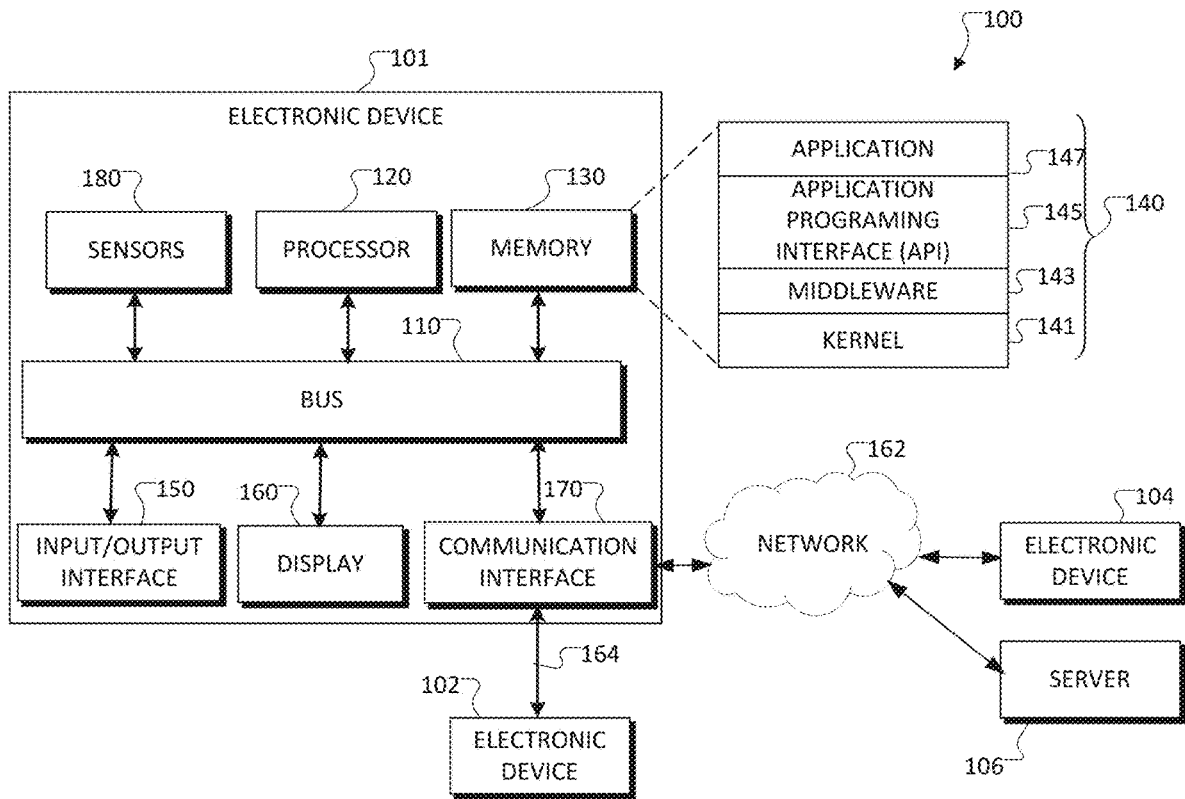 100
101
ELECTRONIC DEVICE
180
120
130
SENSORS
PROCESSOR
MEMORY
APPLICATION
147
APPLICATION
PROGRAMING
INTERFACE (API)
145
140
MIDDLEWARE
143
KERNEL
141
110
BUS
150
160
170
INPUT/OUTPUT
INTERFACE
DISPLAY
COMMUNICATION
INTERFACE
162
NETWORK
104
ELECTRONIC
DEVICE
164
102
ELECTRONIC
DEVICE
SERVER
106